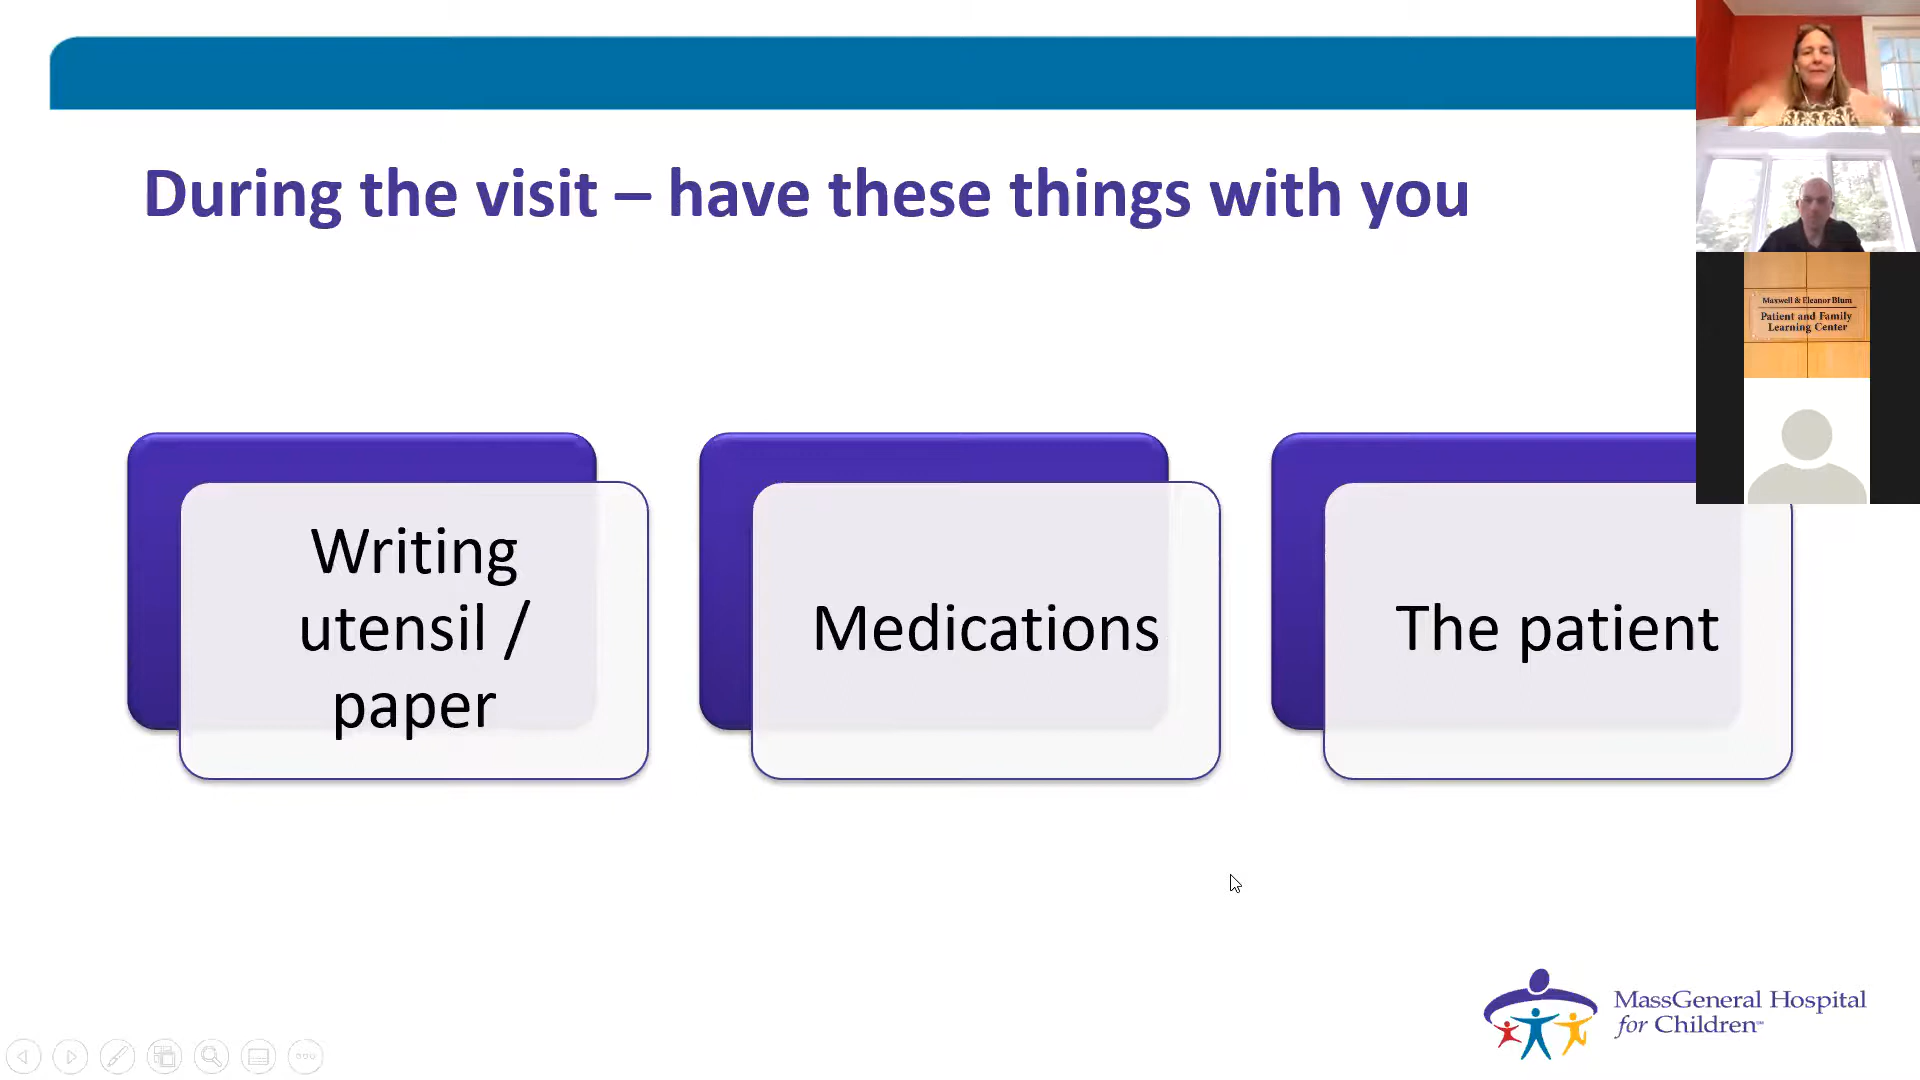 During the visit – have these things with you
Writing
utensil /
paper
Medications
The patient
Maxwell & Eleanor Blum
Patient and Family
Learning Center
MassGeneral Hospital
for Children